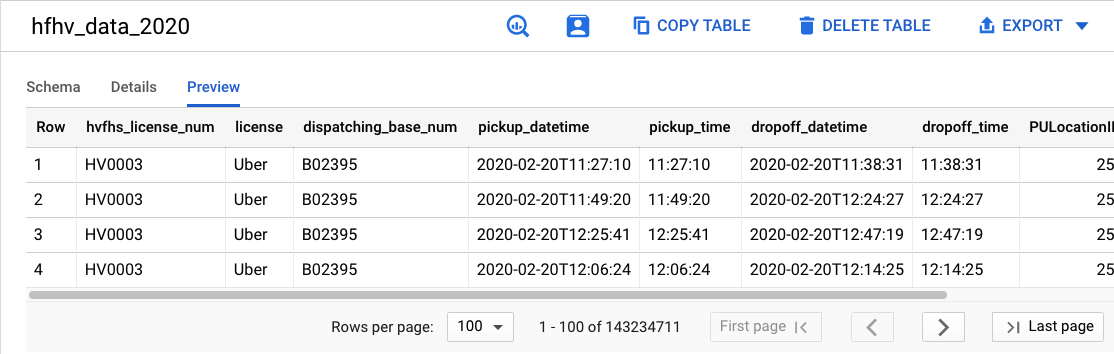 hfhv_data_2020 COPY TABLE DELETE TABLE EXPORT
Schema Details Preview
Row hvfhs_license_num license dispatching_base_num pickup_datetime pickup_time dropoff_datetime dropoff_time PULocationI
1 HV0003 Uber B02395 2020-02-20T11:27:10 11:27:10 2020-02-20T11:38:31 11:38:31 25
2 HV0003 Uber B02395 2020-02-20T11:49:20 11:49:20 2020-02-20T12:24:27 12:24:27 25
3 HV0003 Uber B02395 2020-02-20T12:25:41 12:25:41 2020-02-20T12:47:19 12:47:19 25
4 HV0003 Uber B02395 2020-02-20T12:06:24 12:06:24 2020-02-20T12:14:25 12:14:25 25
Rows per page: 100 1 - 100 of 143234711 First page Last page